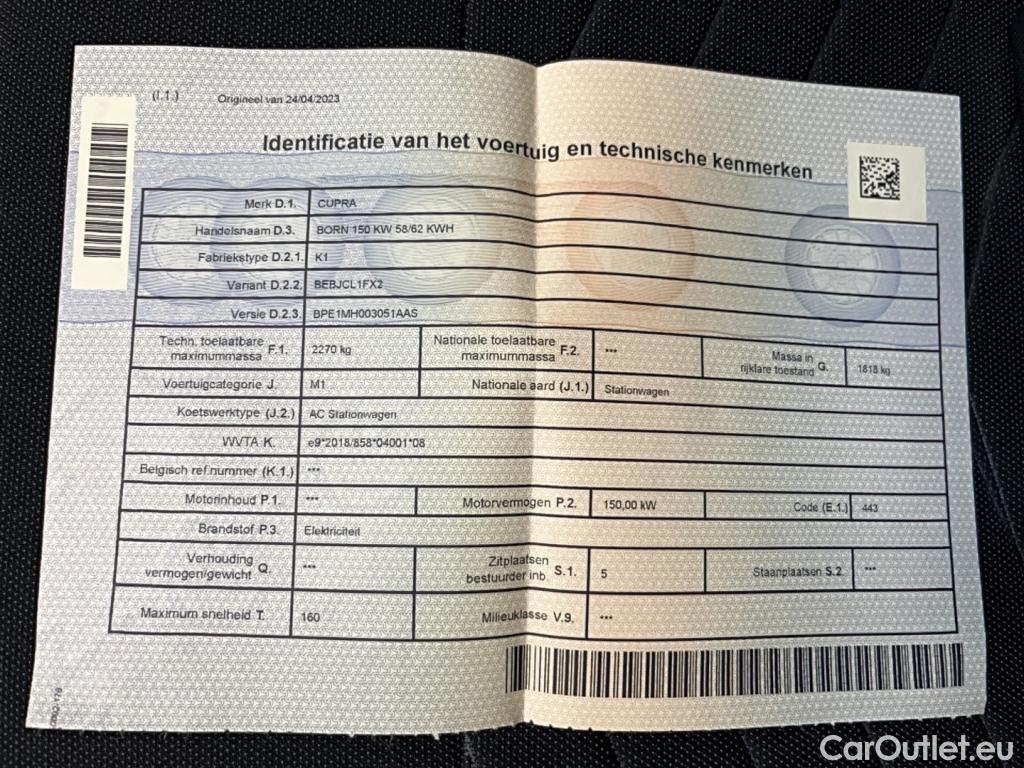 (I.1.) Origineel van 24/04/2023
Identificatie van het voertuig en technische kenmerken
Merk D.1. CUPRA
Handelsnaam D.3. BORN 150 KW 58/62 KWH
Fabriekstype D.2.1. K1
Variant D.2.2. BEBJCL1FX2
Versie D.2.3. BPE1MH003051AAS
Techn. toelaatbare maximummassa F.1. 2270 kg Nationale toelaatbare maximummassa F.2. *** Massa in rijklare toestand G. 1818 kg
Voertuigcategorie J. M1 Nationale aard (J.1.) Stationwagen
Koetswerktype (J.2.) AC Stationwagen
WVTA K. e9*2018/858*04001*08
Belgisch ref.nummer (K.1.) ***
Motorinhoud P.1. *** Motorvermogen P.2. 150,00 kW Code (E.1.) 443
Brandstof P.3. Elektriciteit
Verhouding vermogen/gewicht Q. *** Zitplaatsen bestuurder inb. S.1. 5 Staanplaatsen S.2. ***
Maximum snelheid T. 160 Milieuklasse V.9. ***
CarOutlet.eu